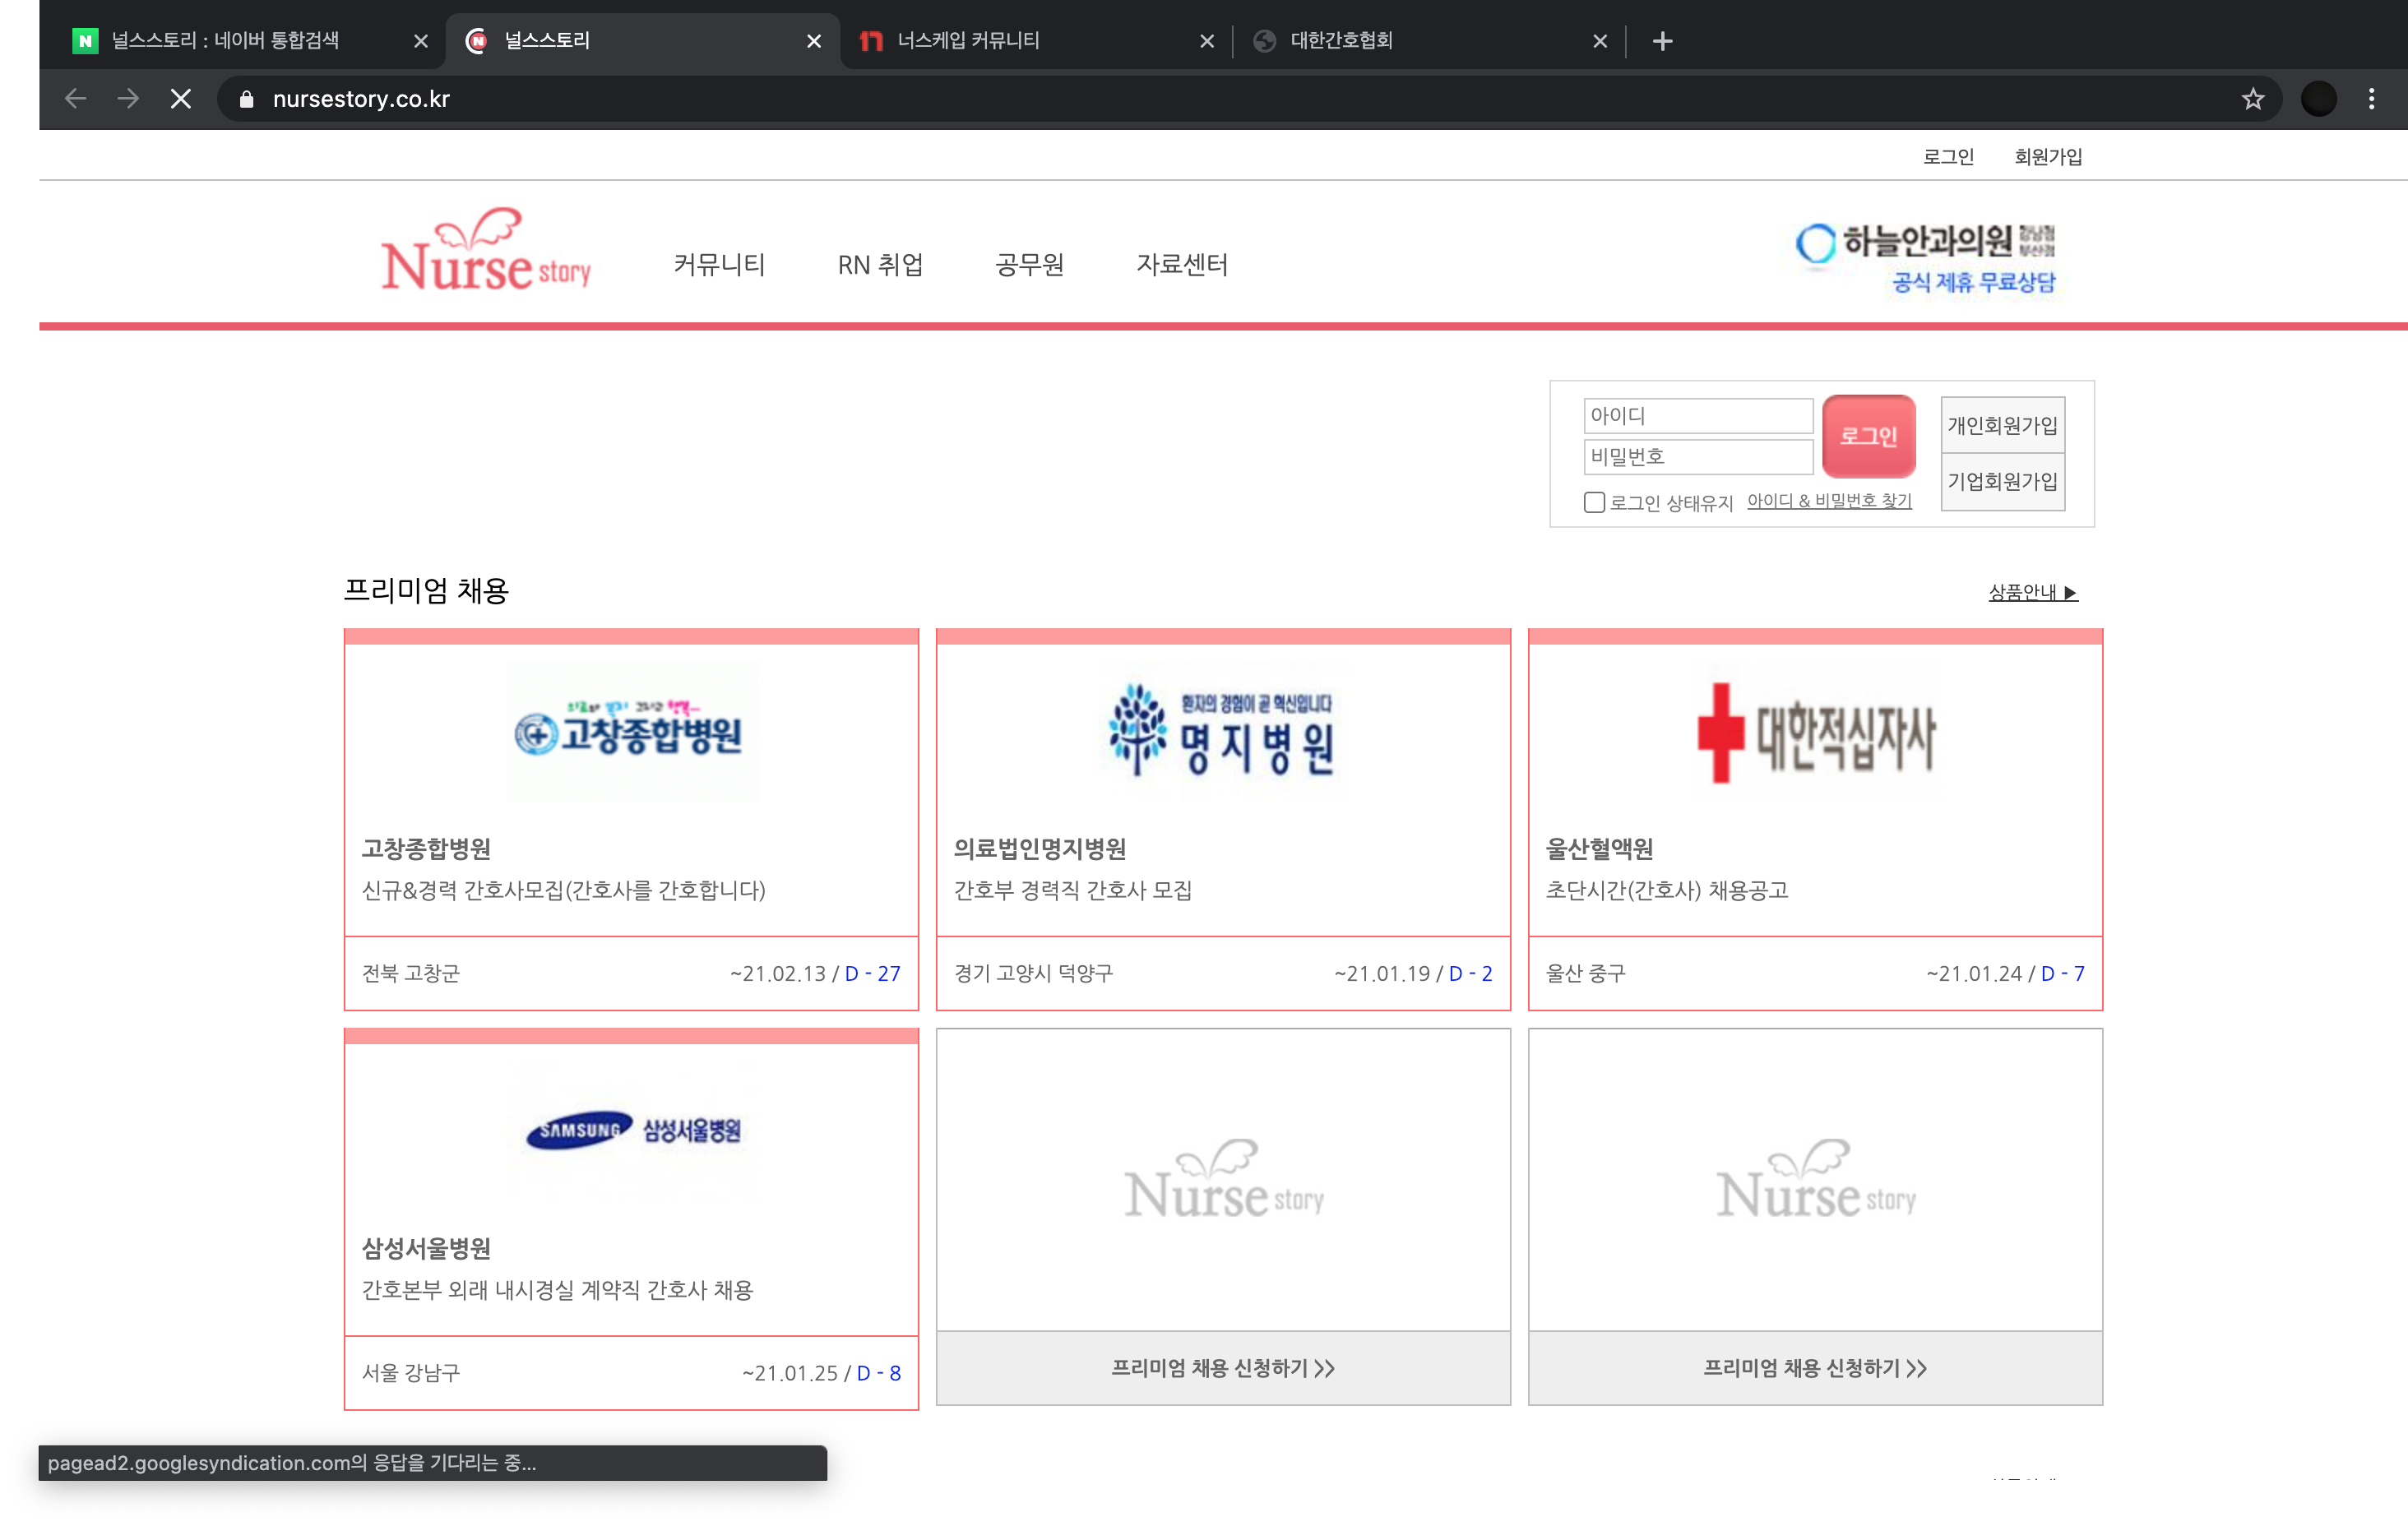 널스스토리 : 네이버 통합검색
널스스토리
너스케입 커뮤니티
대한간호협회
nursestory.co.kr
로그인 회원가입
Nurse story
커뮤니티 RN 취업 공무원 자료센터
하늘안과의원 강남점 부산점
공식 제휴 무료상담
아이디
비밀번호
로그인
개인회원가입
기업회원가입
로그인 상태유지 아이디 & 비밀번호 찾기
프리미엄 채용
상품안내 ▶
고창종합병원
고창종합병원
신규&경력 간호사모집(간호사를 간호합니다)
전북 고창군 ~21.02.13 / D - 27
환자의 경험이 곧 혁신입니다
명지병원
의료법인명지병원
간호부 경력직 간호사 모집
경기 고양시 덕양구 ~21.01.19 / D - 2
대한적십자사
울산혈액원
초단시간(간호사) 채용공고
울산 중구 ~21.01.24 / D - 7
SAMSUNG 삼성서울병원
삼성서울병원
간호본부 외래 내시경실 계약직 간호사 채용
서울 강남구 ~21.01.25 / D - 8
Nurse story
프리미엄 채용 신청하기 >>
Nurse story
프리미엄 채용 신청하기 >>
pagead2.googlesyndication.com의 응답을 기다리는 중...